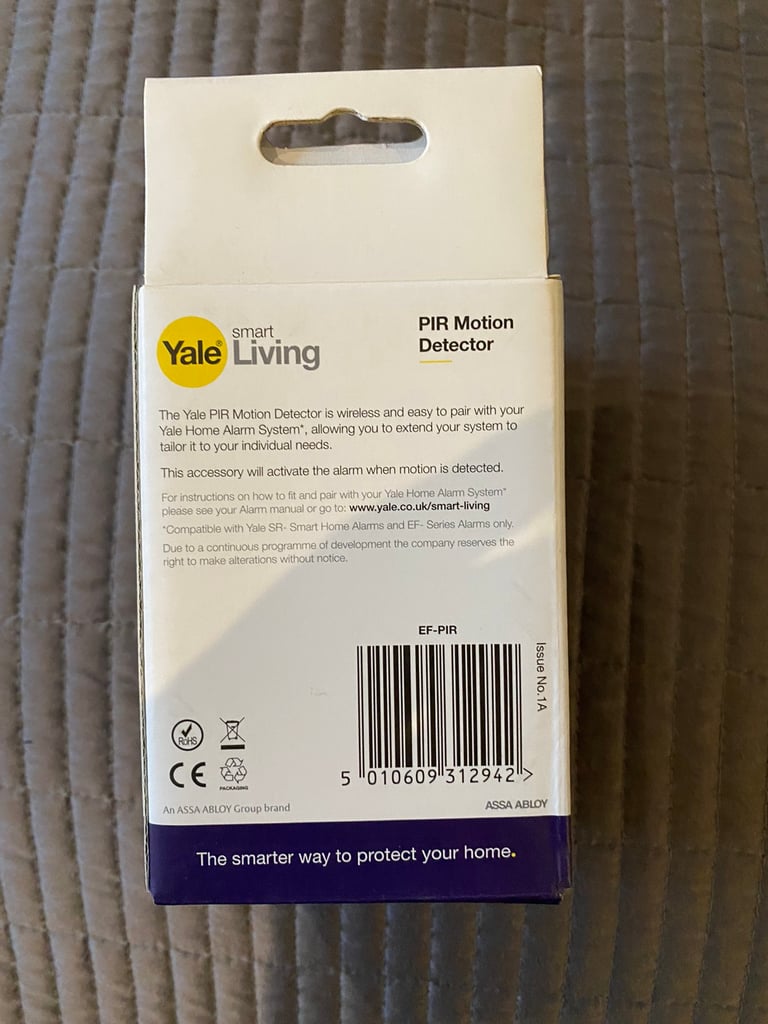 Yale® smart Living
PIR Motion
Detector
The Yale PIR Motion Detector is wireless and easy to pair with your
Yale Home Alarm System*, allowing you to extend your system to
tailor it to your individual needs.
This accessory will activate the alarm when motion is detected.
For instructions on how to fit and pair with your Yale Home Alarm System*
please see your Alarm manual or go to: www.yale.co.uk/smart-living
*Compatible with Yale SR- Smart Home Alarms and EF- Series Alarms only.
Due to a continuous programme of development the company reserves the
right to make alterations without notice.
EF-PIR
Issue No.1A
5 010609 312942 >
RoHS
CE
PACKAGING
An ASSA ABLOY Group brand
ASSA ABLOY
The smarter way to protect your home.